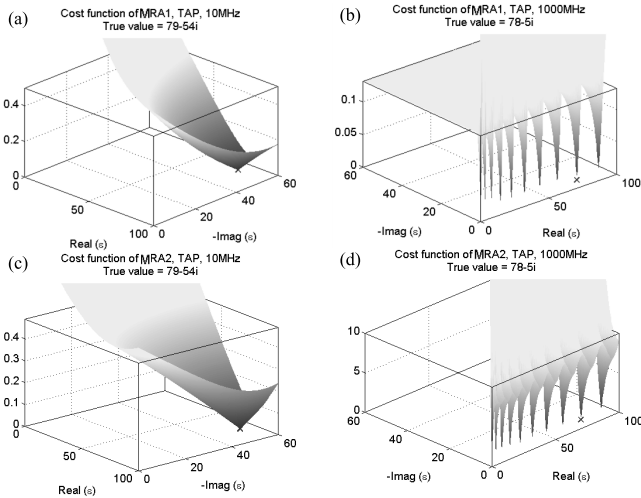 (a)
Cost function of MRA1, TAP, 10MHz
True value = 79-54i
0.4
0.2
0
0
50
100
Real (ε)
0
20
40
60
-Imag (ε)
(b)
Cost function of MRA1, TAP, 1000MHz
True value = 78-5i
0.1
0.05
0
60
40
20
0
-Imag (ε)
0
50
100
Real (ε)
(c)
Cost function of MRA2, TAP, 10MHz
True value = 79-54i
0.4
0.3
0.2
0.1
0
0
50
100
Real (ε)
0
20
40
60
-Imag (ε)
(d)
Cost function of MRA2, TAP, 1000MHz
True value = 78-5i
10
5
0
60
40
20
0
-Imag (ε)
0
50
100
Real (ε)